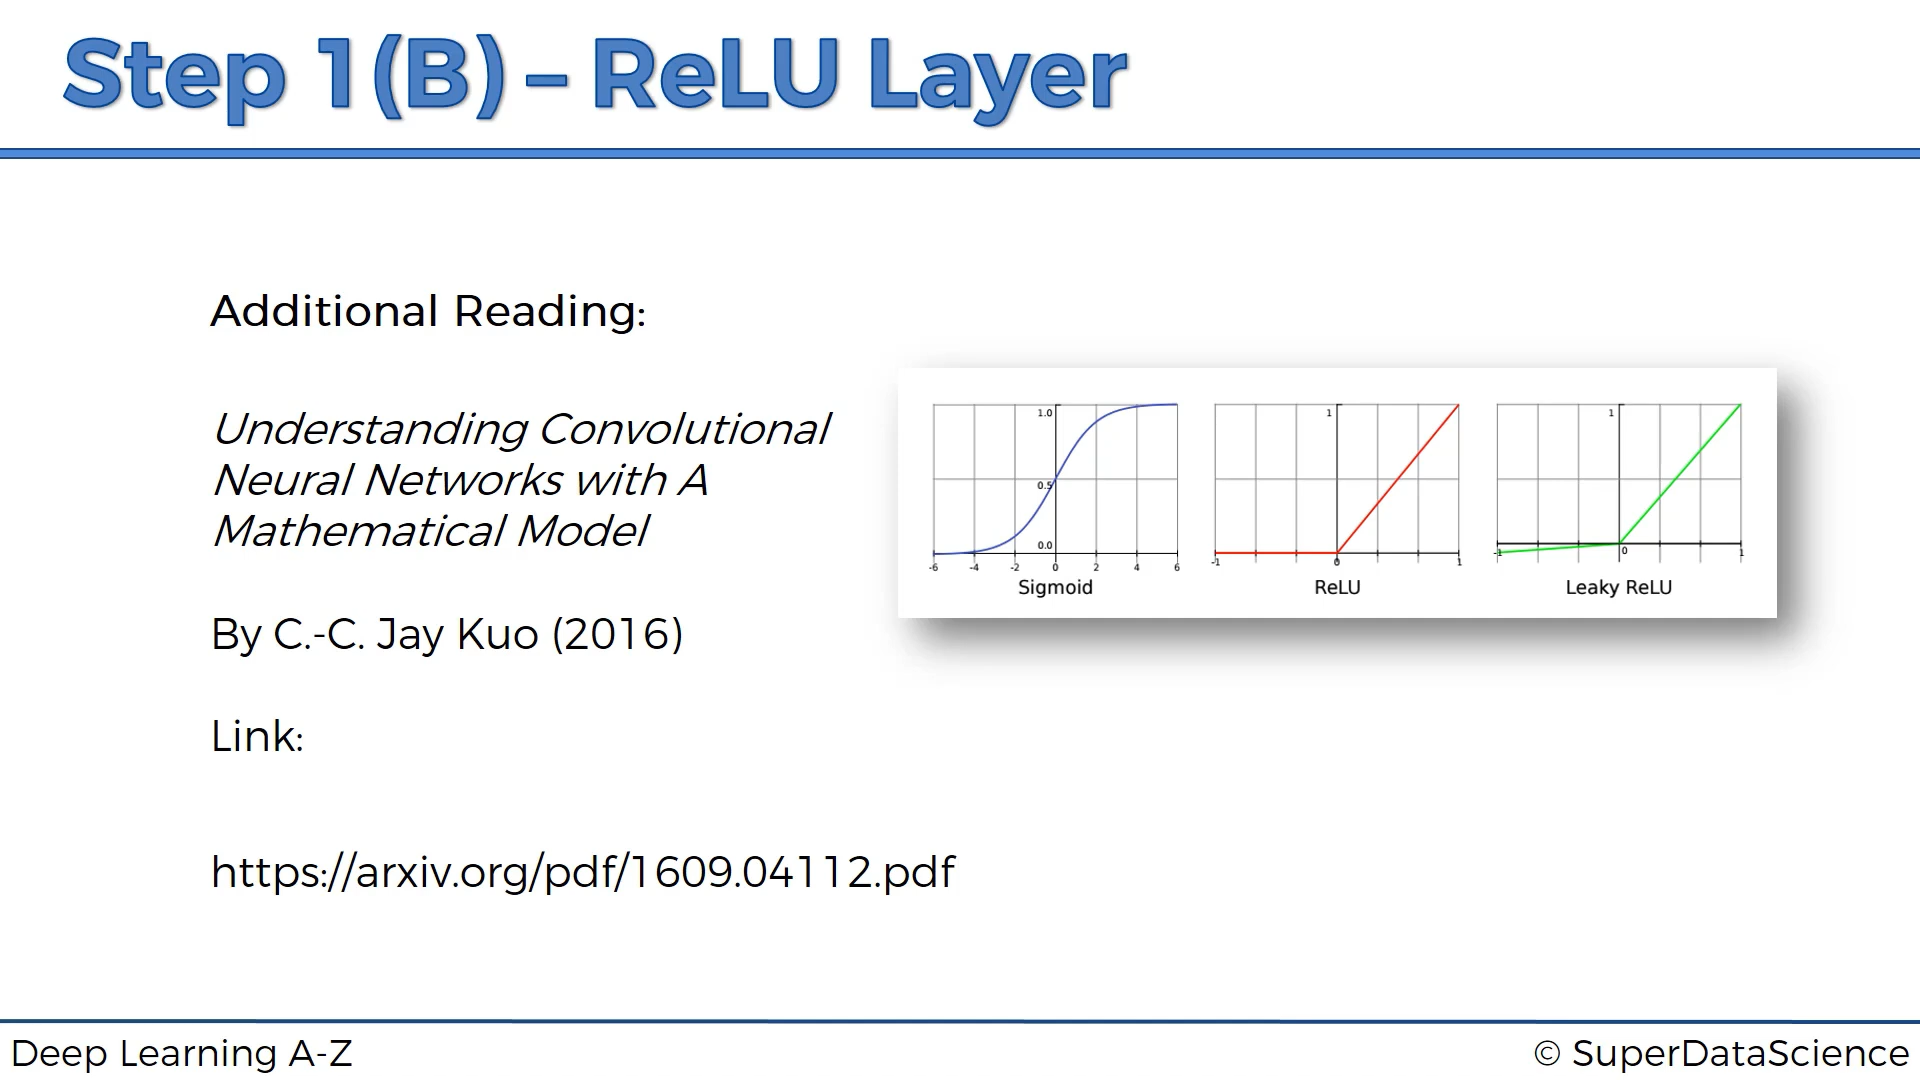 Step 1(B) – ReLU Layer
Additional Reading:
Understanding Convolutional
Neural Networks with A
Mathematical Model
By C.-C. Jay Kuo (2016)
Link:
https://arxiv.org/pdf/1609.04112.pdf
1.0
0.5
0.0
-6 -4 -2 0 2 4 6
Sigmoid
1
-1 0 1
ReLU
1
-1 0 1
Leaky ReLU
Deep Learning A-Z
© SuperDataScience